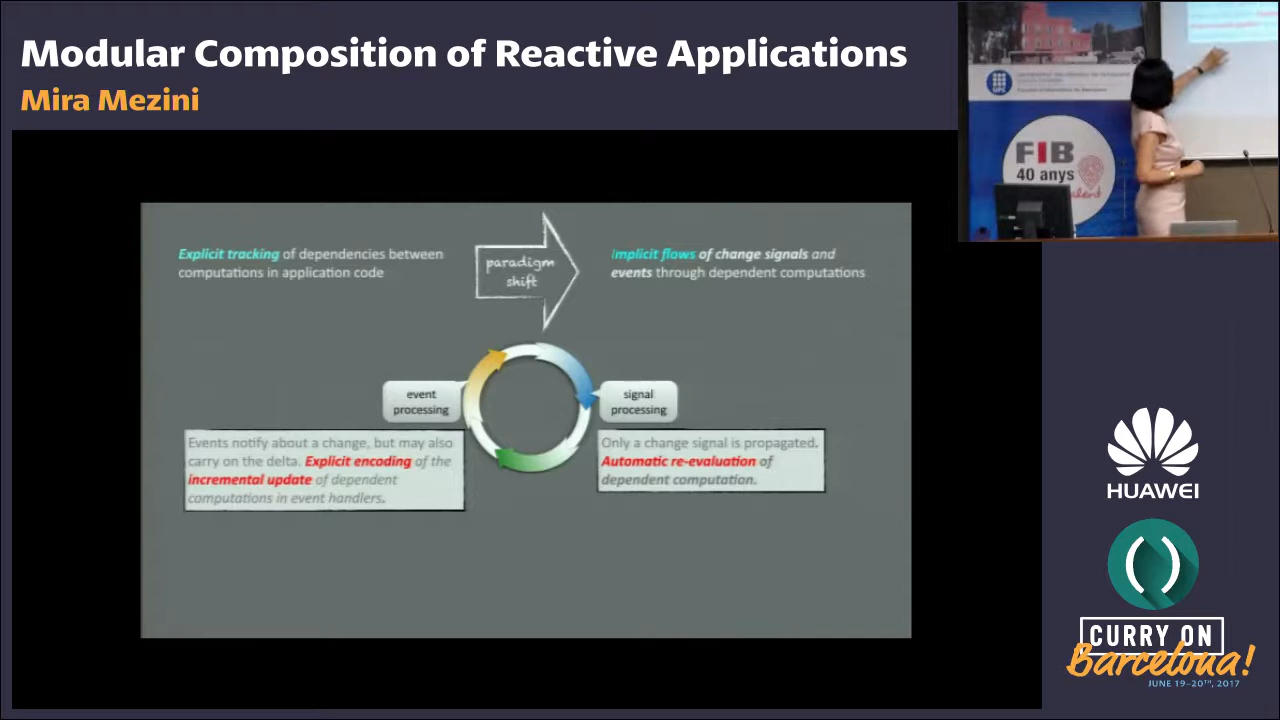 Modular Composition of Reactive Applications
Mira Mezini
UPC
FIB
40 anys
Explicit tracking of dependencies between
computations in application code
paradigm
shift
Implicit flows of change signals and
events through dependent computations
event
processing
signal
processing
Events notify about a change, but may also
carry on the delta. Explicit encoding of the
incremental update of dependent
computations in event handlers.
Only a change signal is propagated.
Automatic re-evaluation of
dependent computation.
HUAWEI
CURRY ON
Barcelona!
JUNE 19–20TH, 2017